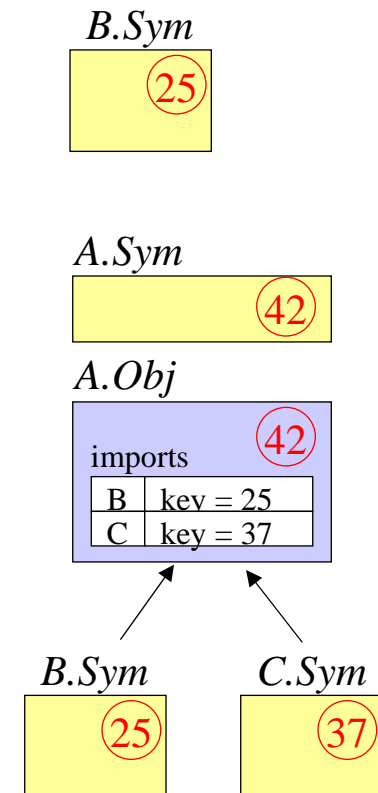 B.Sym
25
A.Sym
42
A.Obj
42
imports
B key = 25
C key = 37
B.Sym C.Sym
25 37